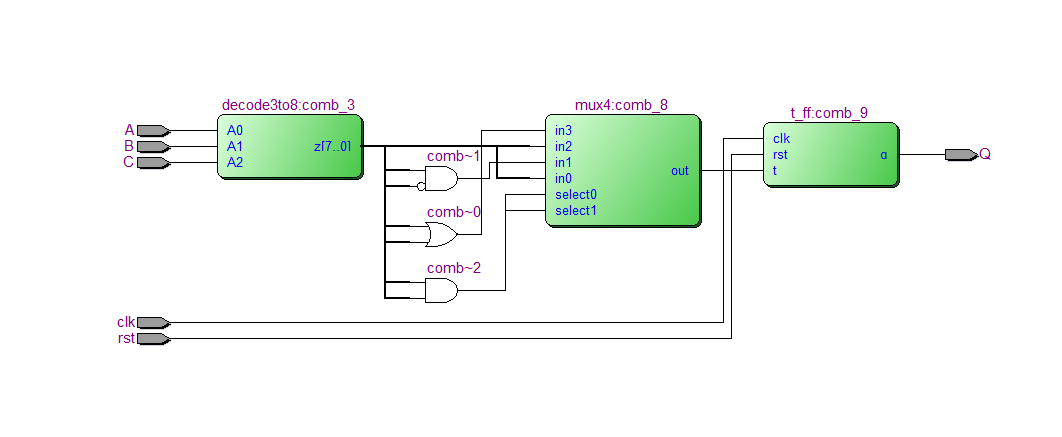 decode3to8:comb_3
A
B
C
A0
A1
A2
z[7..0]
comb~1
comb~0
comb~2
mux4:comb_8
in3
in2
in1
in0
select0
select1
out
t_ff:comb_9
clk
rst
t
q
Q
clk
rst